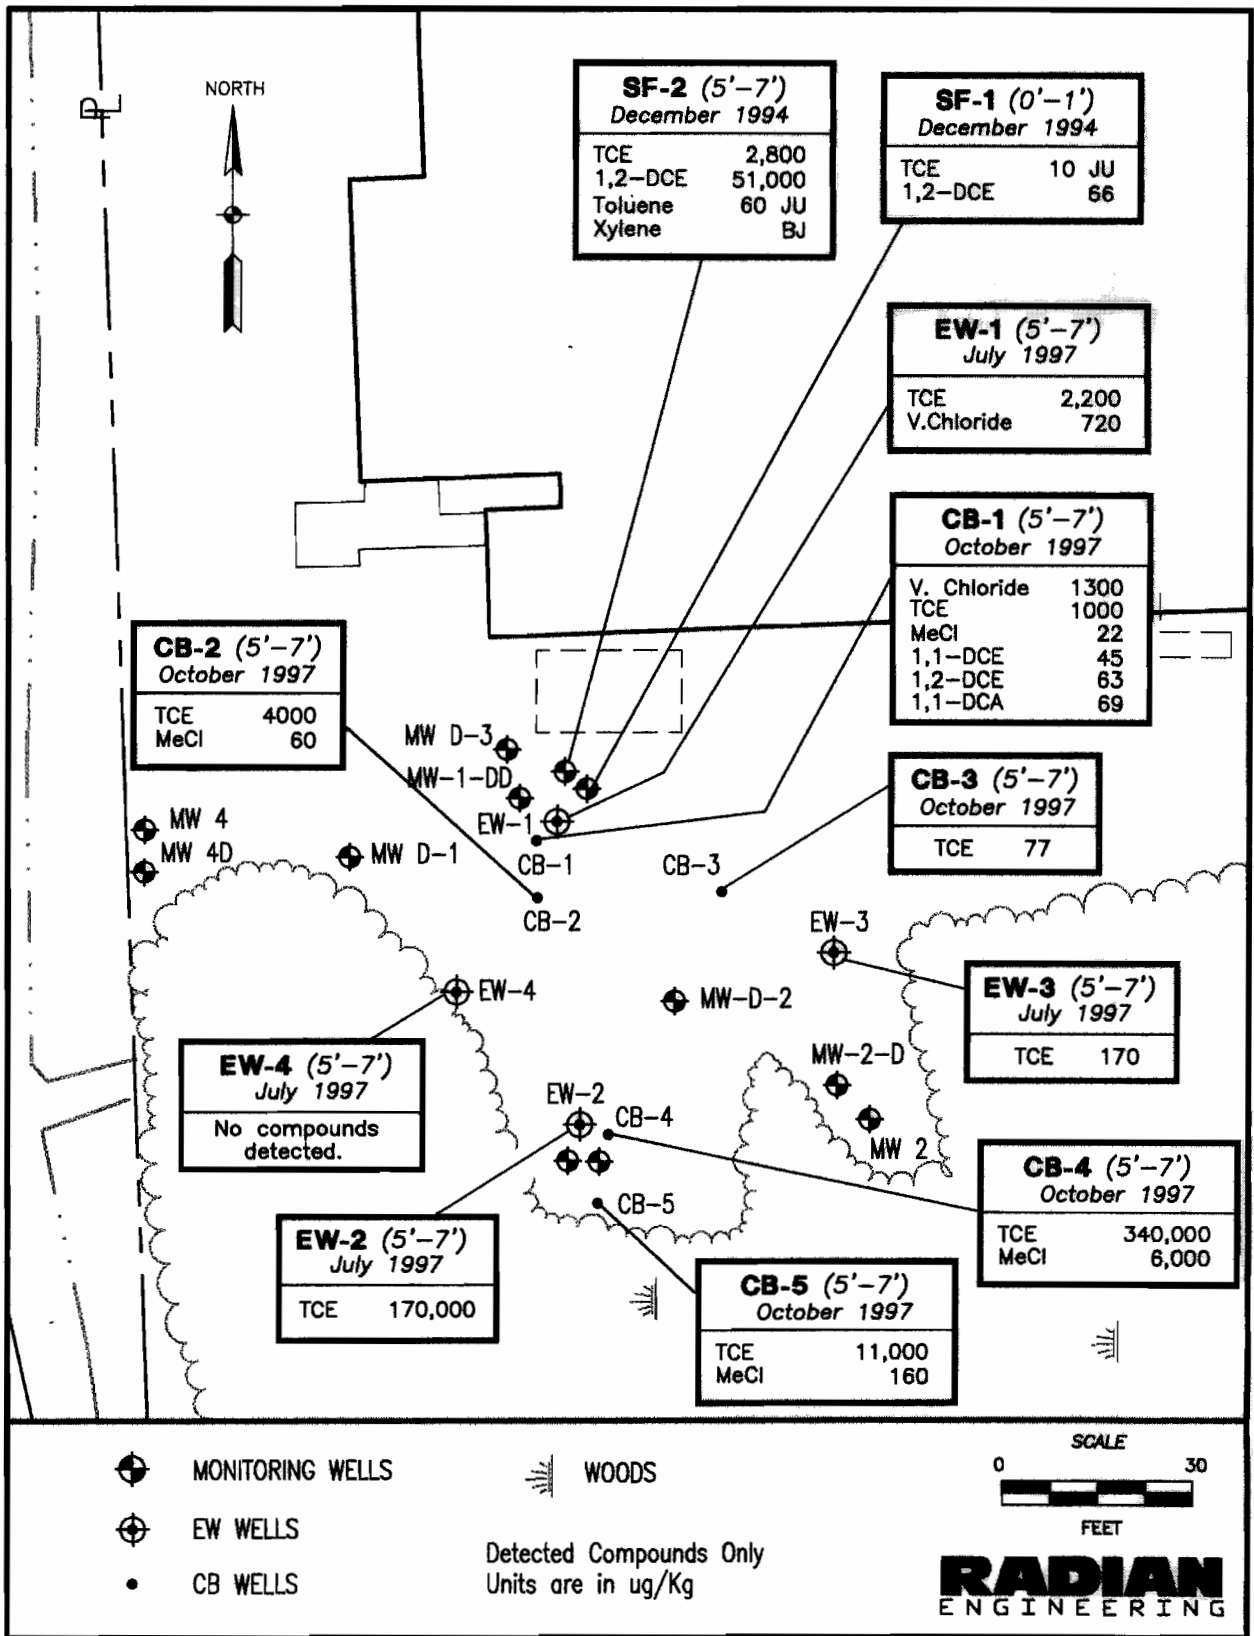 NORTH
PL
SF-2 (5'-7')
December 1994
TCE 2,800
1,2-DCE 51,000
Toluene 60 JU
Xylene BJ
SF-1 (0'-1')
December 1994
TCE 10 JU
1,2-DCE 66
EW-1 (5'-7')
July 1997
TCE 2,200
V.Chloride 720
CB-1 (5'-7')
October 1997
V. Chloride 1300
TCE 1000
MeCl 22
1,1-DCE 45
1,2-DCE 63
1,1-DCA 69
CB-2 (5'-7')
October 1997
TCE 4000
MeCl 60
MW D-3
MW-1-DD
EW-1
CB-1
CB-2
CB-3
CB-3 (5'-7')
October 1997
TCE 77
MW 4
MW 4D
MW D-1
EW-3
EW-4
MW-D-2
EW-3 (5'-7')
July 1997
TCE 170
EW-4 (5'-7')
July 1997
No compounds
detected.
MW-2-D
MW 2
EW-2
CB-4
CB-5
CB-4 (5'-7')
October 1997
TCE 340,000
MeCl 6,000
EW-2 (5'-7')
July 1997
TCE 170,000
CB-5 (5'-7')
October 1997
TCE 11,000
MeCl 160
MONITORING WELLS
EW WELLS
CB WELLS
WOODS
Detected Compounds Only
Units are in ug/Kg
SCALE
0 30
FEET
RADIAN
ENGINEERING